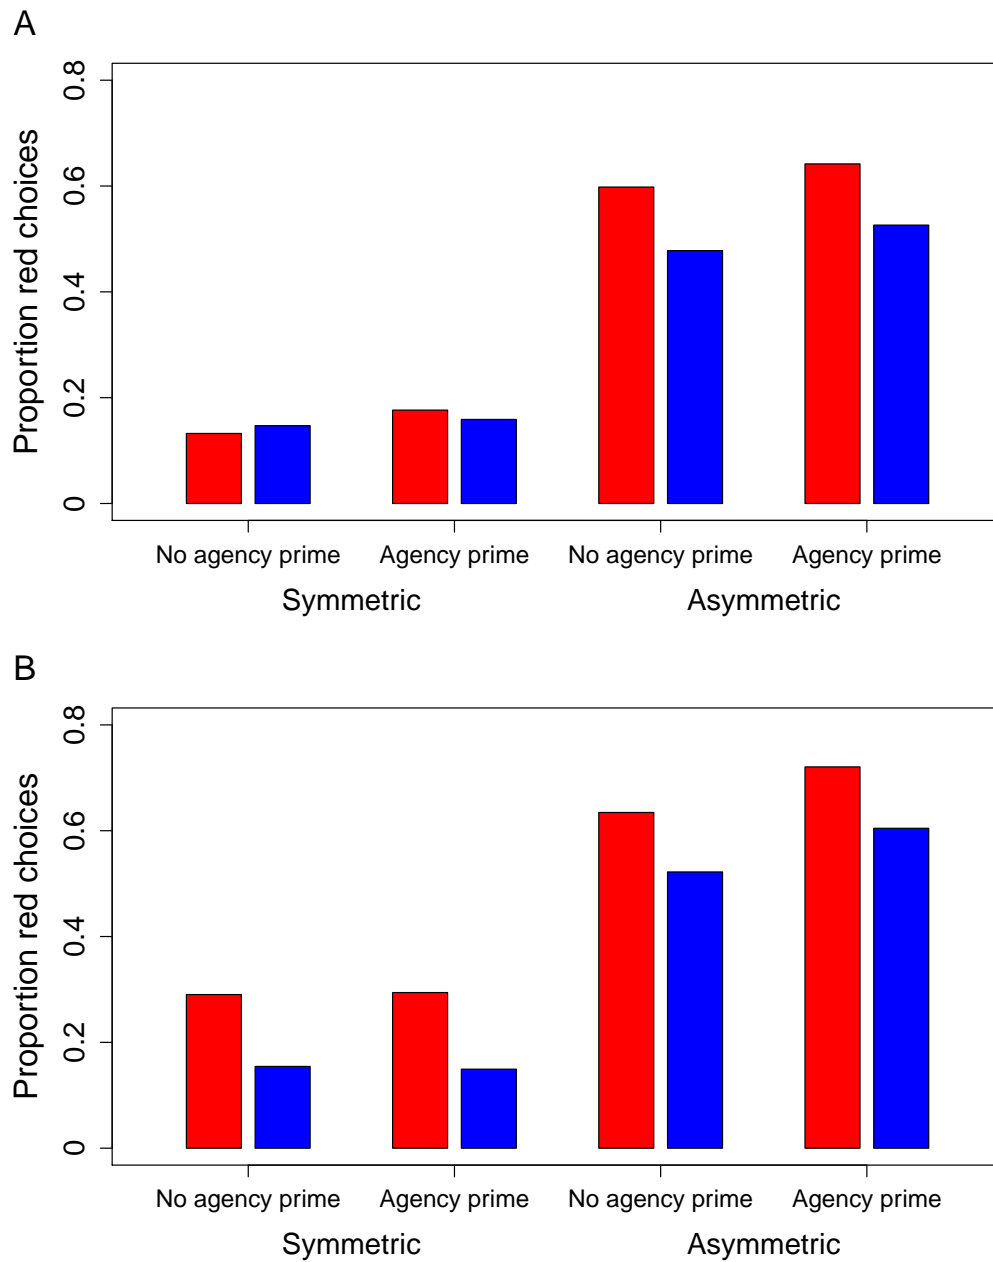 A
Proportion red choices
0.8
0.6
0.4
0.2
0
No agency prime Agency prime No agency prime Agency prime
Symmetric Asymmetric
B
Proportion red choices
0.8
0.6
0.4
0.2
0
No agency prime Agency prime No agency prime Agency prime
Symmetric Asymmetric